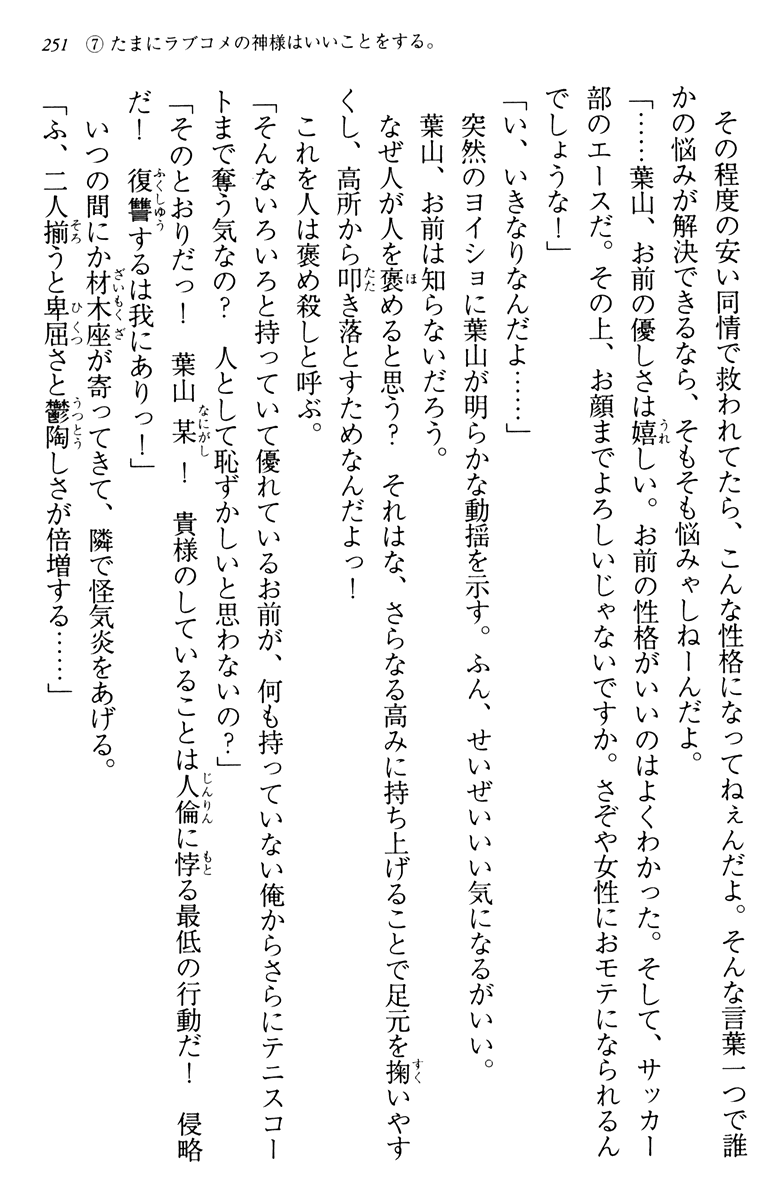 251 ⑦ たまにラブコメの神様はいいことをする。
　その程度の安い同情で救われてたら、こんな性格になってねぇんだよ。そんな言葉一つで誰
かの悩みが解決できるなら、そもそも悩みゃしねーんだよ。
「……葉山、お前の優しさは嬉しい。お前の性格がいいのはよくわかった。そして、サッカー
部のエースだ。その上、お顔までよろしいじゃないですか。さぞや女性におモテになられるん
でしょうな！」
「い、いきなりなんだよ……」
　突然のヨイショに葉山が明らかな動揺を示す。ふん、せいぜいいい気になるがいい。
　葉山、お前は知らないだろう。
　なぜ人が人を褒めると思う？　それはな、さらなる高みに持ち上げることで足元を掬いやす
くし、高所から叩き落とすためなんだよっ！
　これを人は褒め殺しと呼ぶ。
「そんないろいろと持っていて優れているお前が、何も持っていない俺からさらにテニスコー
トまで奪う気なの？　人として恥ずかしいと思わないの？」
「そのとおりだっ！　葉山某！　貴様のしていることは人倫に悖る最低の行動だ！　侵略
だ！　復讐するは我にありっ！」
　いつの間にか材木座が寄ってきて、隣で怪気炎をあげる。
「ふ、二人揃うと卑屈さと鬱陶しさが倍増する……」